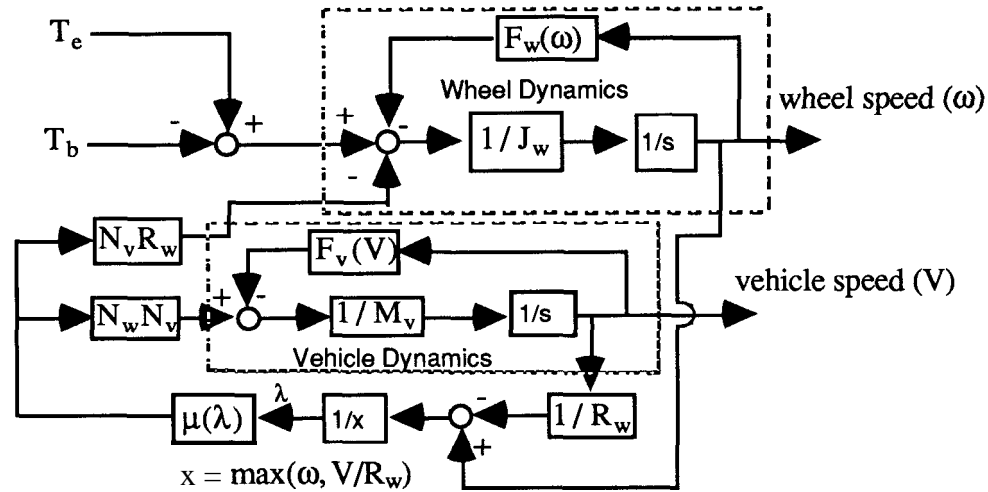 T_e
F_w(ω)
Wheel Dynamics
wheel speed (ω)
- +
+ -
T_b
1/J_w
1/s
-
N_vR_w
F_v(V)
vehicle speed (V)
+ -
N_wN_v
1/M_v
1/s
Vehicle Dynamics
λ -
μ(λ)
1/x
1/R_w
+
x = max(ω, V/R_w)